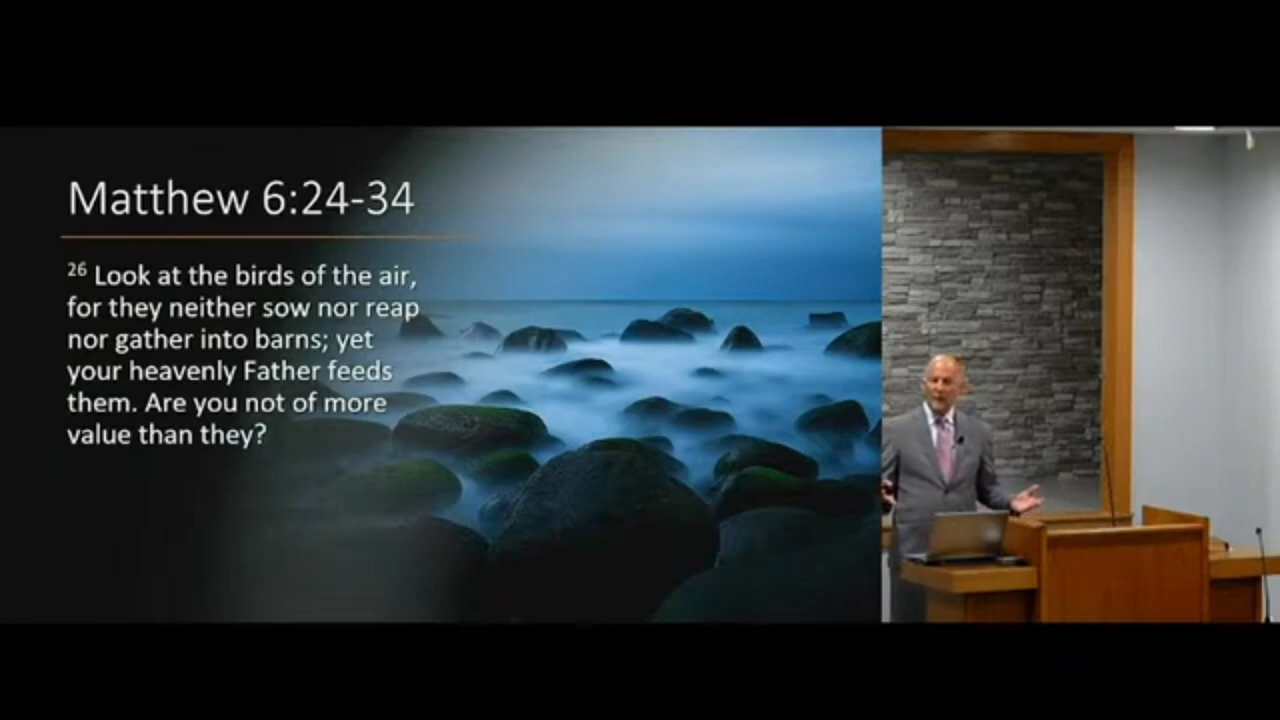 Matthew 6:24-34
26 Look at the birds of the air,
for they neither sow nor reap
nor gather into barns; yet
your heavenly Father feeds
them. Are you not of more
value than they?